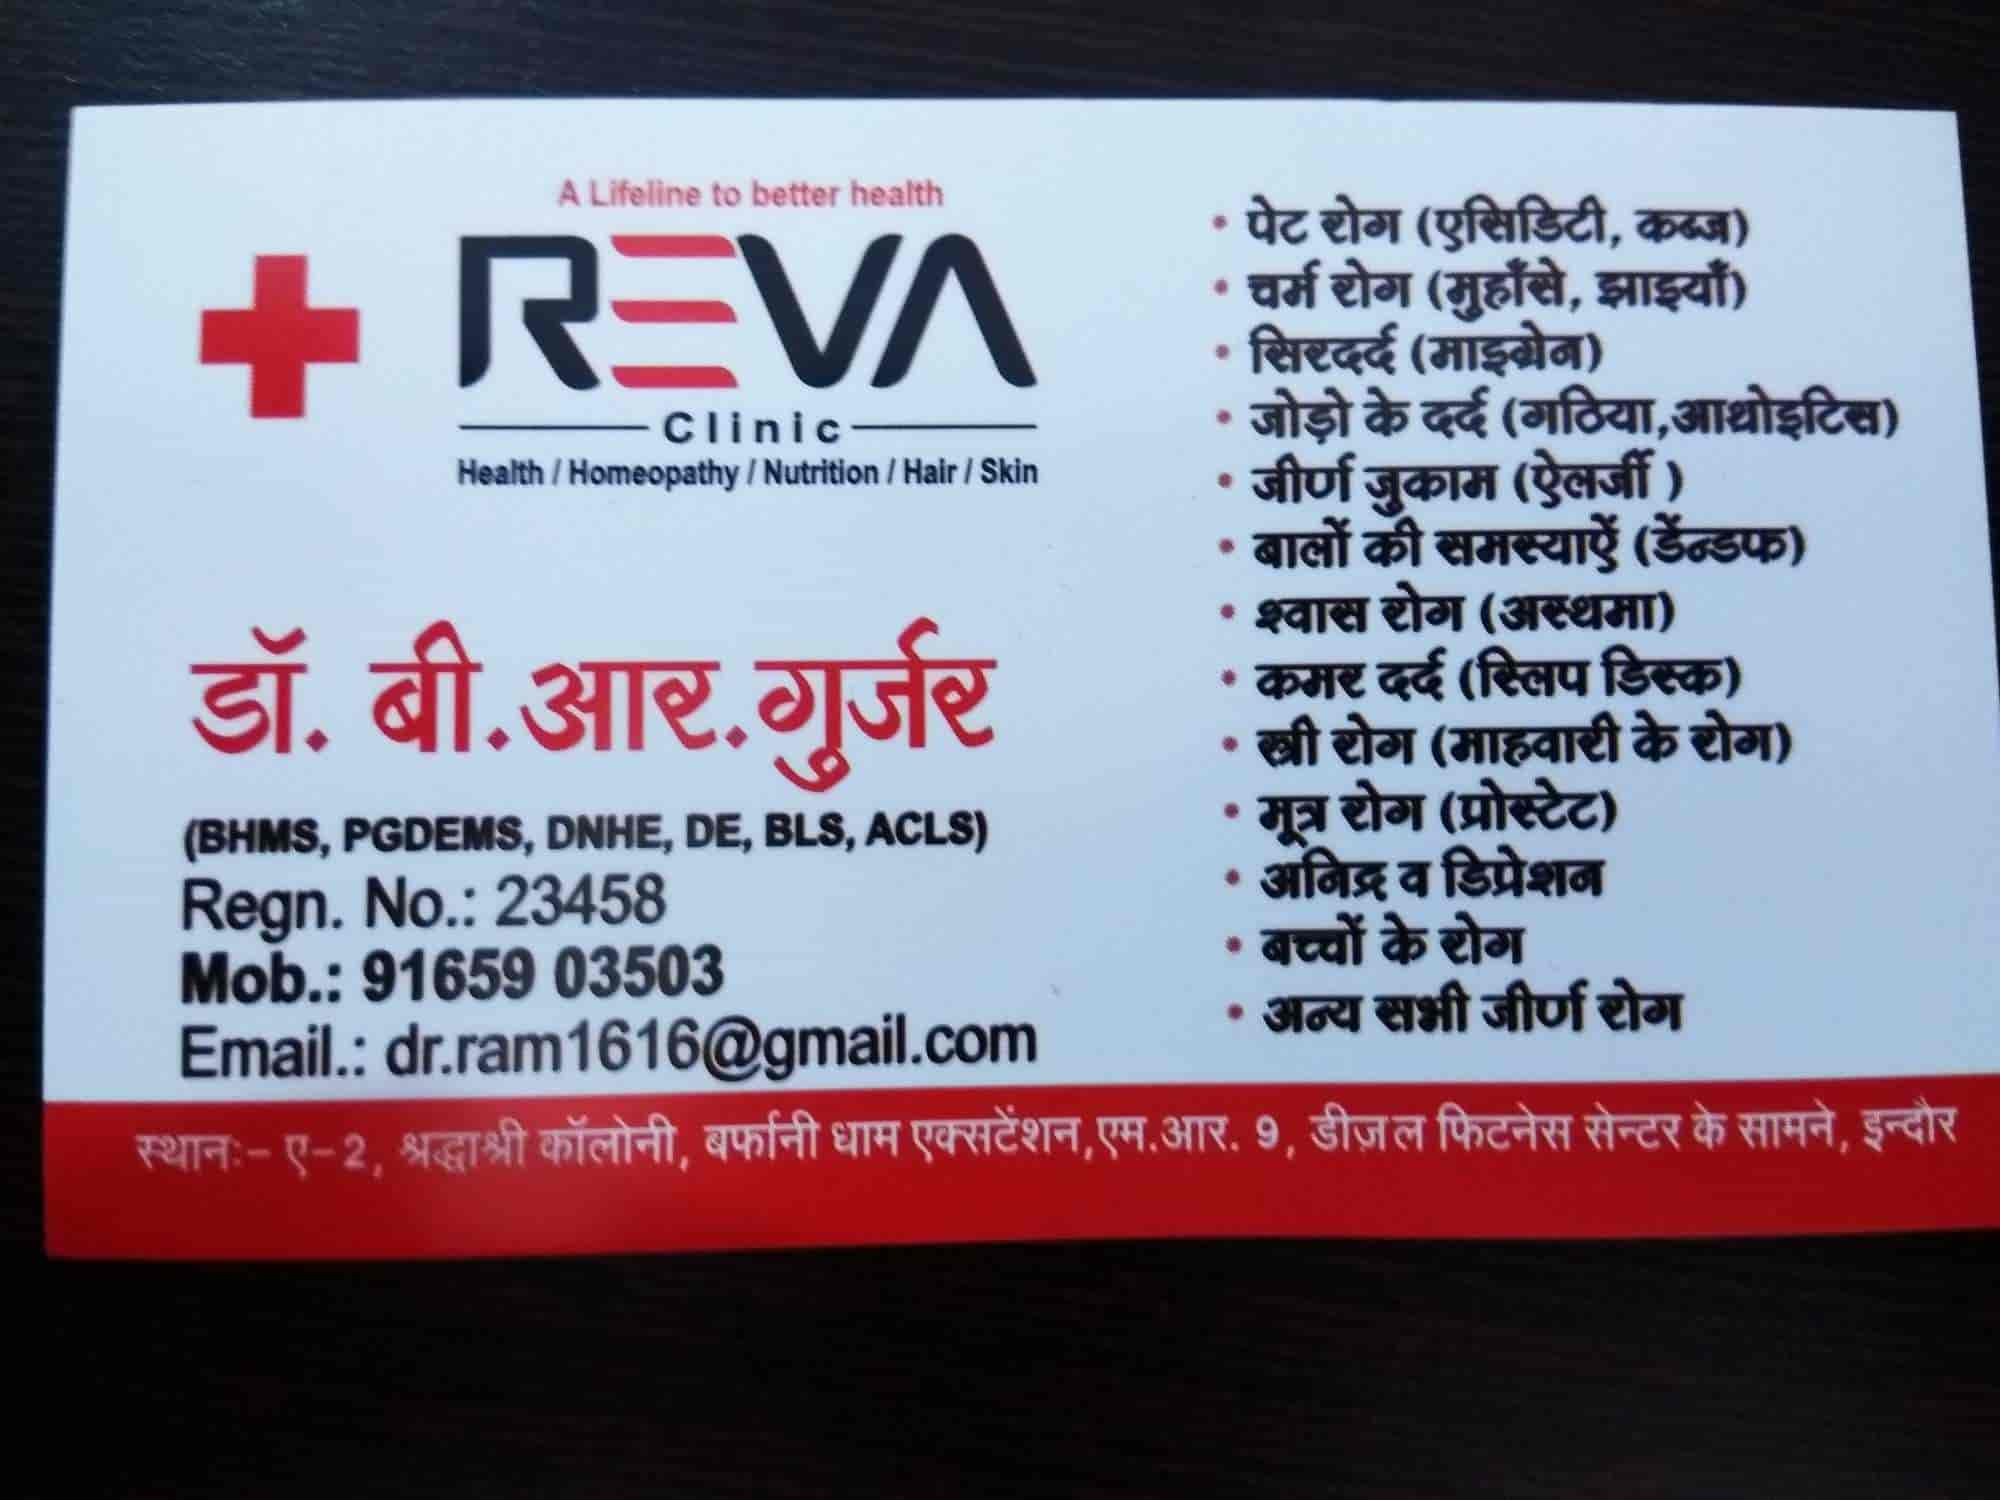 A Lifeline to better health
REVA
Clinic
Health / Homeopathy / Nutrition / Hair / Skin
डॉ. बी.आर.गुर्जर
(BHMS, PGDEMS, DNHE, DE, BLS, ACLS)
Regn. No.: 23458
Mob.: 91659 03503
Email.: dr.ram1616@gmail.com
• पेट रोग (एसिडिटी, कब्ज)
• चर्म रोग (मुहाँसे, झाइयाँ)
• सिरदर्द (माइग्रेन)
• जोड़ो के दर्द (गठिया,आथोइटिस)
• जीर्ण जुकाम (ऐलर्जी )
• बालों की समस्याऐं (डेंन्डफ)
• श्वास रोग (अस्थमा)
• कमर दर्द (स्लिप डिस्क)
• स्त्री रोग (माहवारी के रोग)
• मूत्र रोग (प्रोस्टेट)
• अनिद्र व डिप्रेशन
• बच्चों के रोग
• अन्य सभी जीर्ण रोग
स्थानः- ए-2, श्रद्धाश्री कॉलोनी, बर्फानी धाम एक्सटेंशन,एम.आर. 9, डीज़ल फिटनेस सेन्टर के सामने, इन्दौर